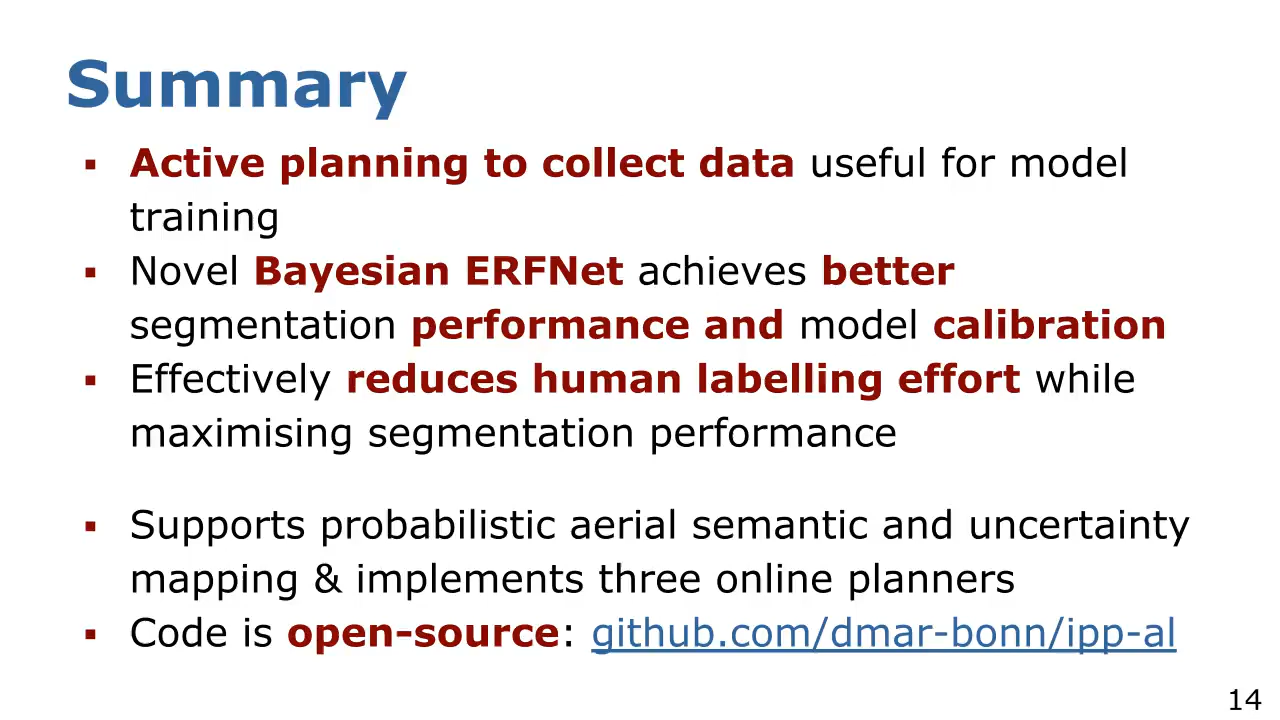 Summary
▪ Active planning to collect data useful for model
training
▪ Novel Bayesian ERFNet achieves better
segmentation performance and model calibration
▪ Effectively reduces human labelling effort while
maximising segmentation performance
▪ Supports probabilistic aerial semantic and uncertainty
mapping & implements three online planners
▪ Code is open-source: github.com/dmar-bonn/ipp-al
14